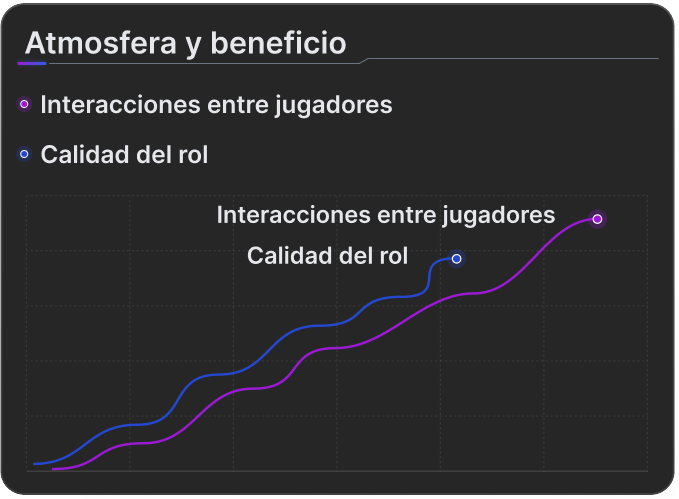 Atmosfera y beneficio
Interacciones entre jugadores
Calidad del rol
Interacciones entre jugadores
Calidad del rol